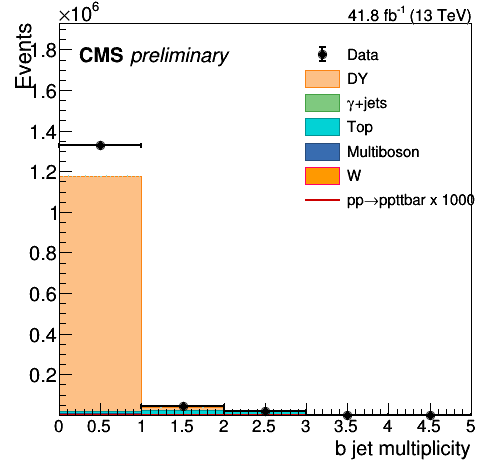 ×10⁶
41.8 fb⁻¹ (13 TeV)
Events
CMS preliminary
Data
DY
γ+jets
Top
Multiboson
W
pp→ppttbar x 1000
1.8
1.6
1.4
1.2
1
0.8
0.6
0.4
0.2
0 0.5 1 1.5 2 2.5 3 3.5 4 4.5 5
b jet multiplicity